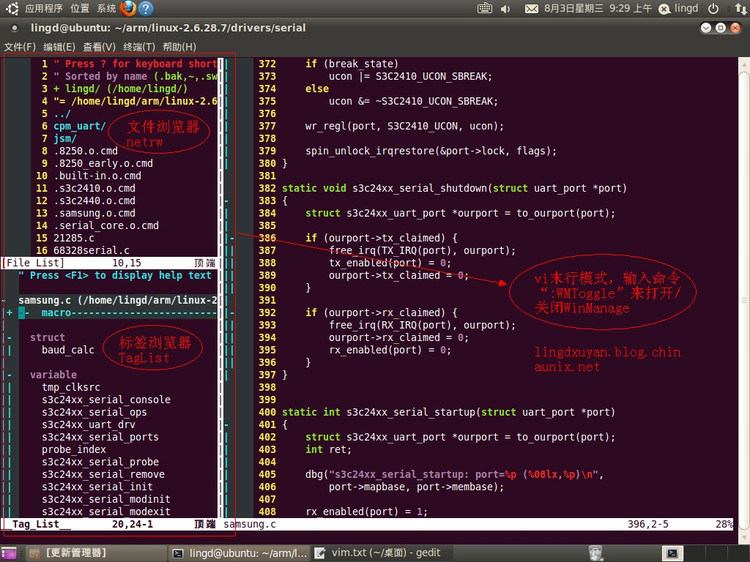 应用程序 位置 系统 8月3日星期三 9:29 上午 lingd
lingd@ubuntu: ~/arm/linux-2.6.28.7/drivers/serial
文件(F) 编辑(E) 查看(V) 终端(T) 帮助(H)
1 " Press ? for keyboard short
2 " Sorted by name (.bak,~,.sw
3 + lingd/ (/home/lingd/)
4 "= /home/lingd/arm/linux-2.6
5 ../
6 cpm_uart/
7 jsm/
8 .8250.o.cmd
9 .8250_early.o.cmd
10 .built-in.o.cmd
11 .s3c2410.o.cmd
12 .s3c2440.o.cmd
13 .samsung.o.cmd
14 .serial_core.o.cmd
15 21285.c
16 68328serial.c
[File List] 10,15 顶端
文件浏览器
netrw
" Press <F1> to display help text
samsung.c (/home/lingd/arm/linux-2
macro
struct
baud_calc
variable
tmp_clksrc
s3c24xx_serial_console
s3c24xx_serial_ops
s3c24xx_uart_drv
s3c24xx_serial_ports
probe_index
s3c24xx_serial_probe
s3c24xx_serial_remove
s3c24xx_serial_init
s3c24xx_serial_modinit
s3c24xx_serial_modexit
__Tag_List__ 20,24-1 顶端
标签浏览器
TagList
372 if (break_state)
373 ucon |= S3C2410_UCON_SBREAK;
374 else
375 ucon &= ~S3C2410_UCON_SBREAK;
376
377 wr_regl(port, S3C2410_UCON, ucon);
378
379 spin_unlock_irqrestore(&port->lock, flags);
380 }
381
382 static void s3c24xx_serial_shutdown(struct uart_port *port)
383 {
384 struct s3c24xx_uart_port *ourport = to_ourport(port);
385
386 if (ourport->tx_claimed) {
387 free_irq(TX_IRQ(port), ourport);
388 tx_enabled(port) = 0;
389 ourport->tx_claimed = 0;
390 }
391
392 if (ourport->rx_claimed) {
393 free_irq(RX_IRQ(port), ourport);
394 ourport->rx_claimed = 0;
395 rx_enabled(port) = 0;
396 }
397 }
398
399
400 static int s3c24xx_serial_startup(struct uart_port *port)
401 {
402 struct s3c24xx_uart_port *ourport = to_ourport(port);
403 int ret;
404
405 dbg("s3c24xx_serial_startup: port=%p (%08lx,%p)\n",
406 port->mapbase, port->membase);
407
408 rx_enabled(port) = 1;
samsung.c 396,2-5 28%
vi末行模式，输入命令
“:WMToggle”来打开/
关闭WinManage
lingdxuyan.blog.chin
aunix.net
[更新管理器] lingd@ubuntu: ~/arm/l... vim.txt (~/桌面) - gedit